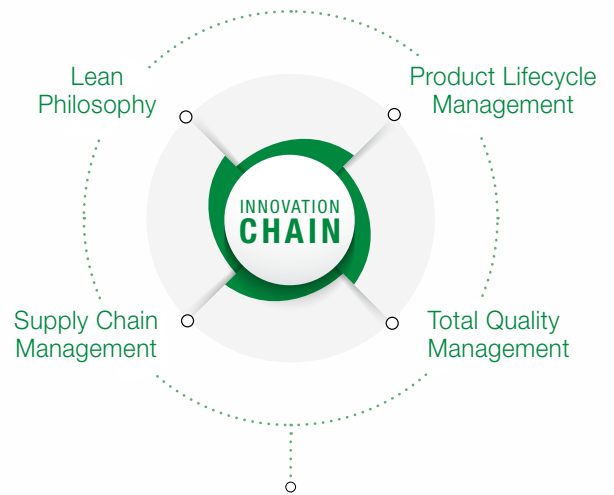 Lean
Philosophy
Product Lifecycle
Management
INNOVATION
CHAIN
Supply Chain
Management
Total Quality
Management